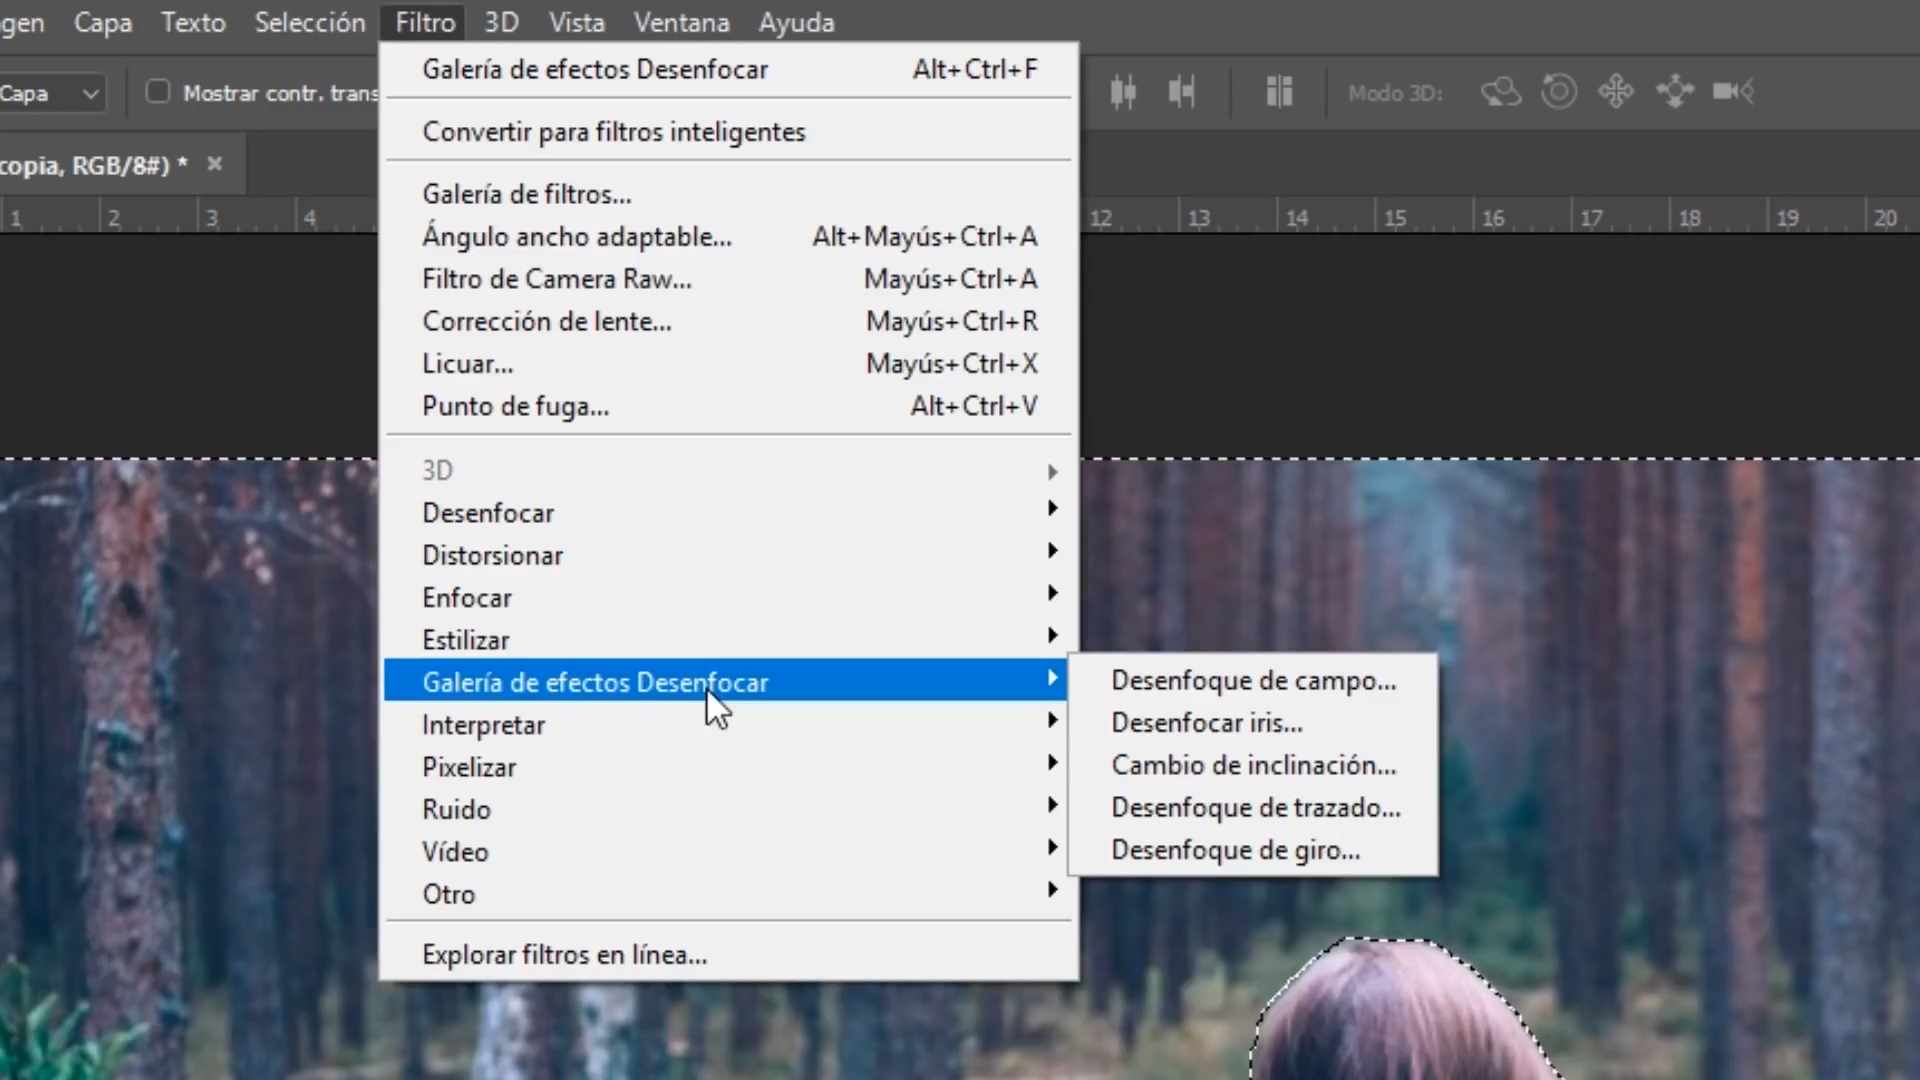 gen Capa Texto Selección Filtro 3D Vista Ventana Ayuda
Capa Mostrar contr. trans Modo 3D:
copia, RGB/8#) * ×
1 2 3 4 12 13 14 15 16 17 18 19 20
Galería de efectos Desenfocar Alt+Ctrl+F
Convertir para filtros inteligentes
Galería de filtros...
Ángulo ancho adaptable... Alt+Mayús+Ctrl+A
Filtro de Camera Raw... Mayús+Ctrl+A
Corrección de lente... Mayús+Ctrl+R
Licuar... Mayús+Ctrl+X
Punto de fuga... Alt+Ctrl+V
3D
Desenfocar
Distorsionar
Enfocar
Estilizar
Galería de efectos Desenfocar
Interpretar
Pixelizar
Ruido
Vídeo
Otro
Explorar filtros en línea...
Desenfoque de campo...
Desenfocar iris...
Cambio de inclinación...
Desenfoque de trazado...
Desenfoque de giro...